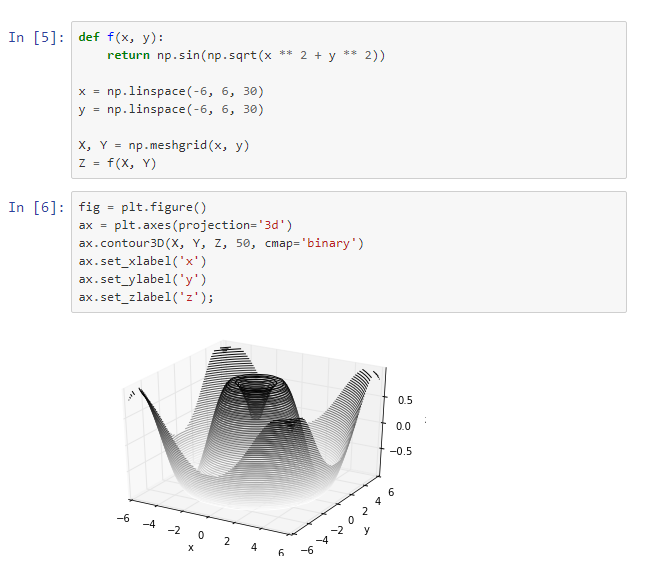 In [5]: def f(x, y):
    return np.sin(np.sqrt(x ** 2 + y ** 2))
x = np.linspace(-6, 6, 30)
y = np.linspace(-6, 6, 30)
X, Y = np.meshgrid(x, y)
Z = f(X, Y)
In [6]: fig = plt.figure()
ax = plt.axes(projection='3d')
ax.contour3D(X, Y, Z, 50, cmap='binary')
ax.set_xlabel('x')
ax.set_ylabel('y')
ax.set_zlabel('z');
0.5
0.0
−0.5
−6 −4 −2 0 2 4 6
x
−6 −4 −2 0 2 4 6
y